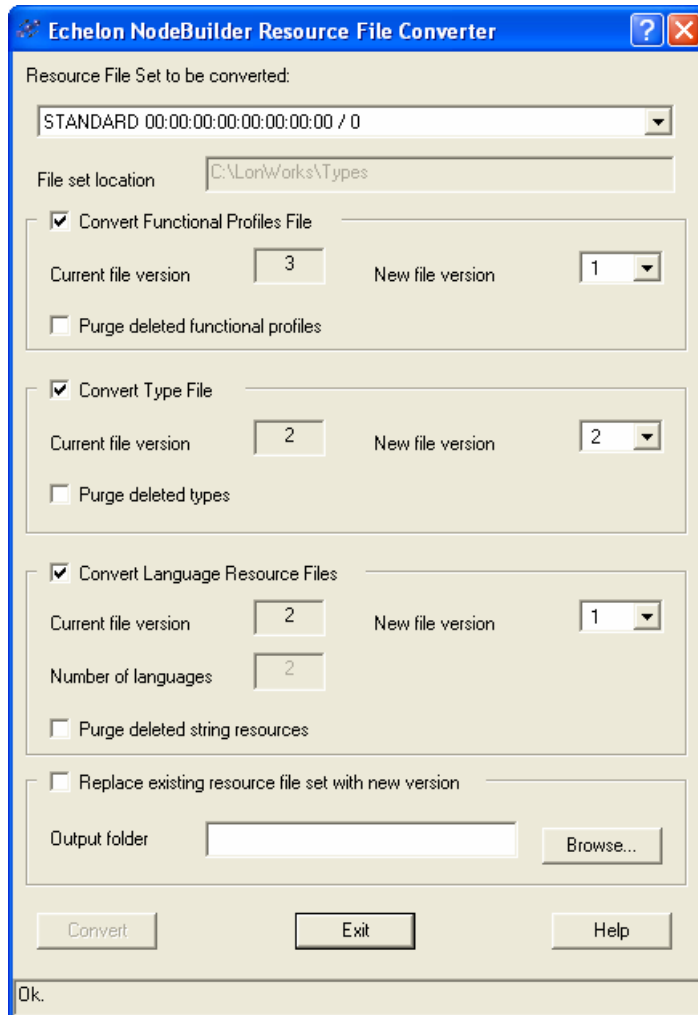 Echelon NodeBuilder Resource File Converter
Resource File Set to be converted:
STANDARD 00:00:00:00:00:00:00:00 / 0
File set location C:\LonWorks\Types
Convert Functional Profiles File
Current file version 3 New file version 1
Purge deleted functional profiles
Convert Type File
Current file version 2 New file version 2
Purge deleted types
Convert Language Resource Files
Current file version 2 New file version 1
Number of languages 2
Purge deleted string resources
Replace existing resource file set with new version
Output folder Browse...
Convert Exit Help
Ok.